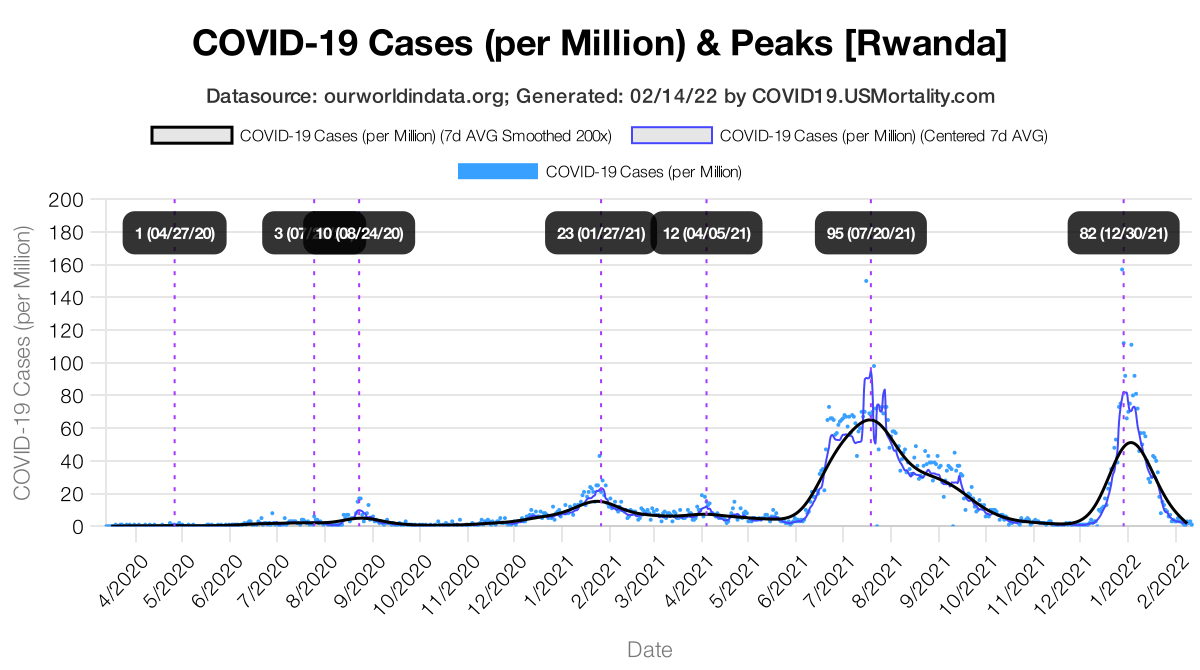 COVID-19 Cases (per Million) & Peaks [Rwanda]
Datasource: ourworldindata.org; Generated: 02/14/22 by COVID19.USMortality.com
COVID-19 Cases (per Million) (7d AVG Smoothed 200x) COVID-19 Cases (per Million) (Centered 7d AVG)
COVID-19 Cases (per Million)
COVID-19 Cases (per Million)
200
180
160
140
120
100
80
60
40
20
0
1 (04/27/20) 3 (07/ 10 (08/24/20) 23 (01/27/21) 12 (04/05/21) 95 (07/20/21) 82 (12/30/21)
4/2020 5/2020 6/2020 7/2020 8/2020 9/2020 10/2020 11/2020 12/2020 1/2021 2/2021 3/2021 4/2021 5/2021 6/2021 7/2021 8/2021 9/2021 10/2021 11/2021 12/2021 1/2022 2/2022
Date